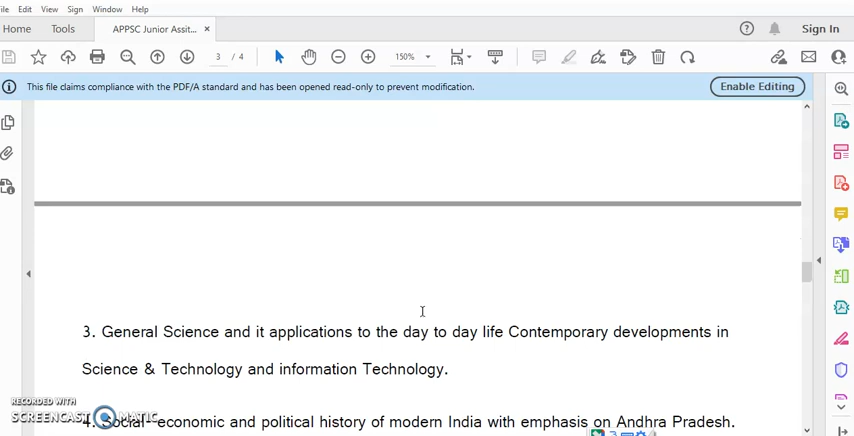 ile Edit View Sign Window Help
Home Tools APPSC Junior Assit... × Sign In
3 / 4 150%
This file claims compliance with the PDF/A standard and has been opened read-only to prevent modification. Enable Editing
3. General Science and it applications to the day to day life Contemporary developments in
Science & Technology and information Technology.
4. Social- economic and political history of modern India with emphasis on Andhra Pradesh.
RECORDED WITH
SCREENCAST MATIC